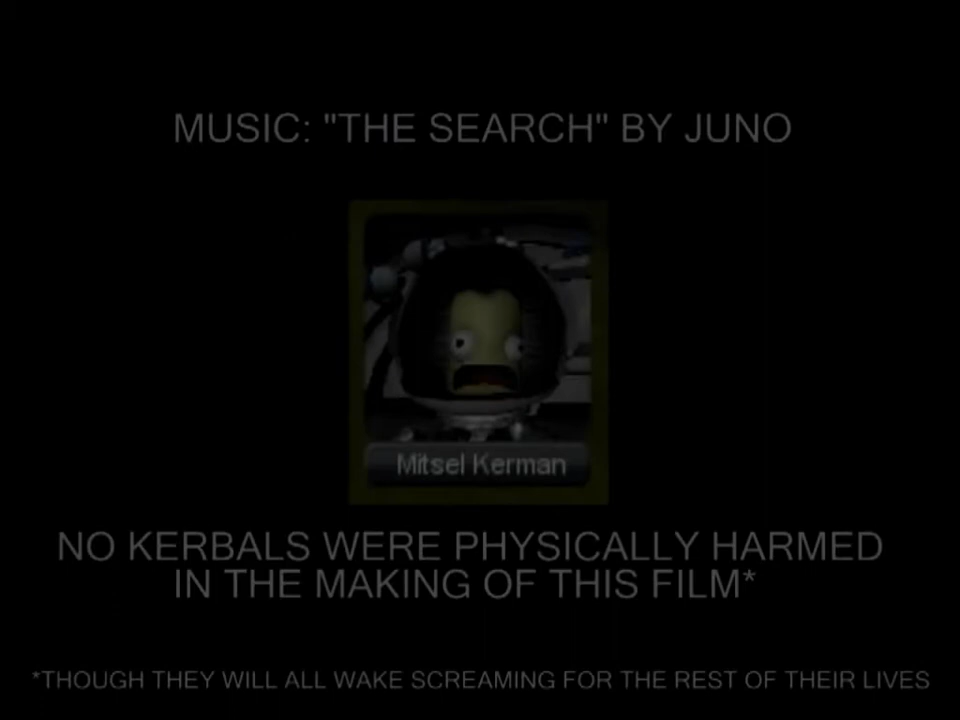 MUSIC: "THE SEARCH" BY JUNO
Mitsel Kerman
NO KERBALS WERE PHYSICALLY HARMED
IN THE MAKING OF THIS FILM*
*THOUGH THEY WILL ALL WAKE SCREAMING FOR THE REST OF THEIR LIVES